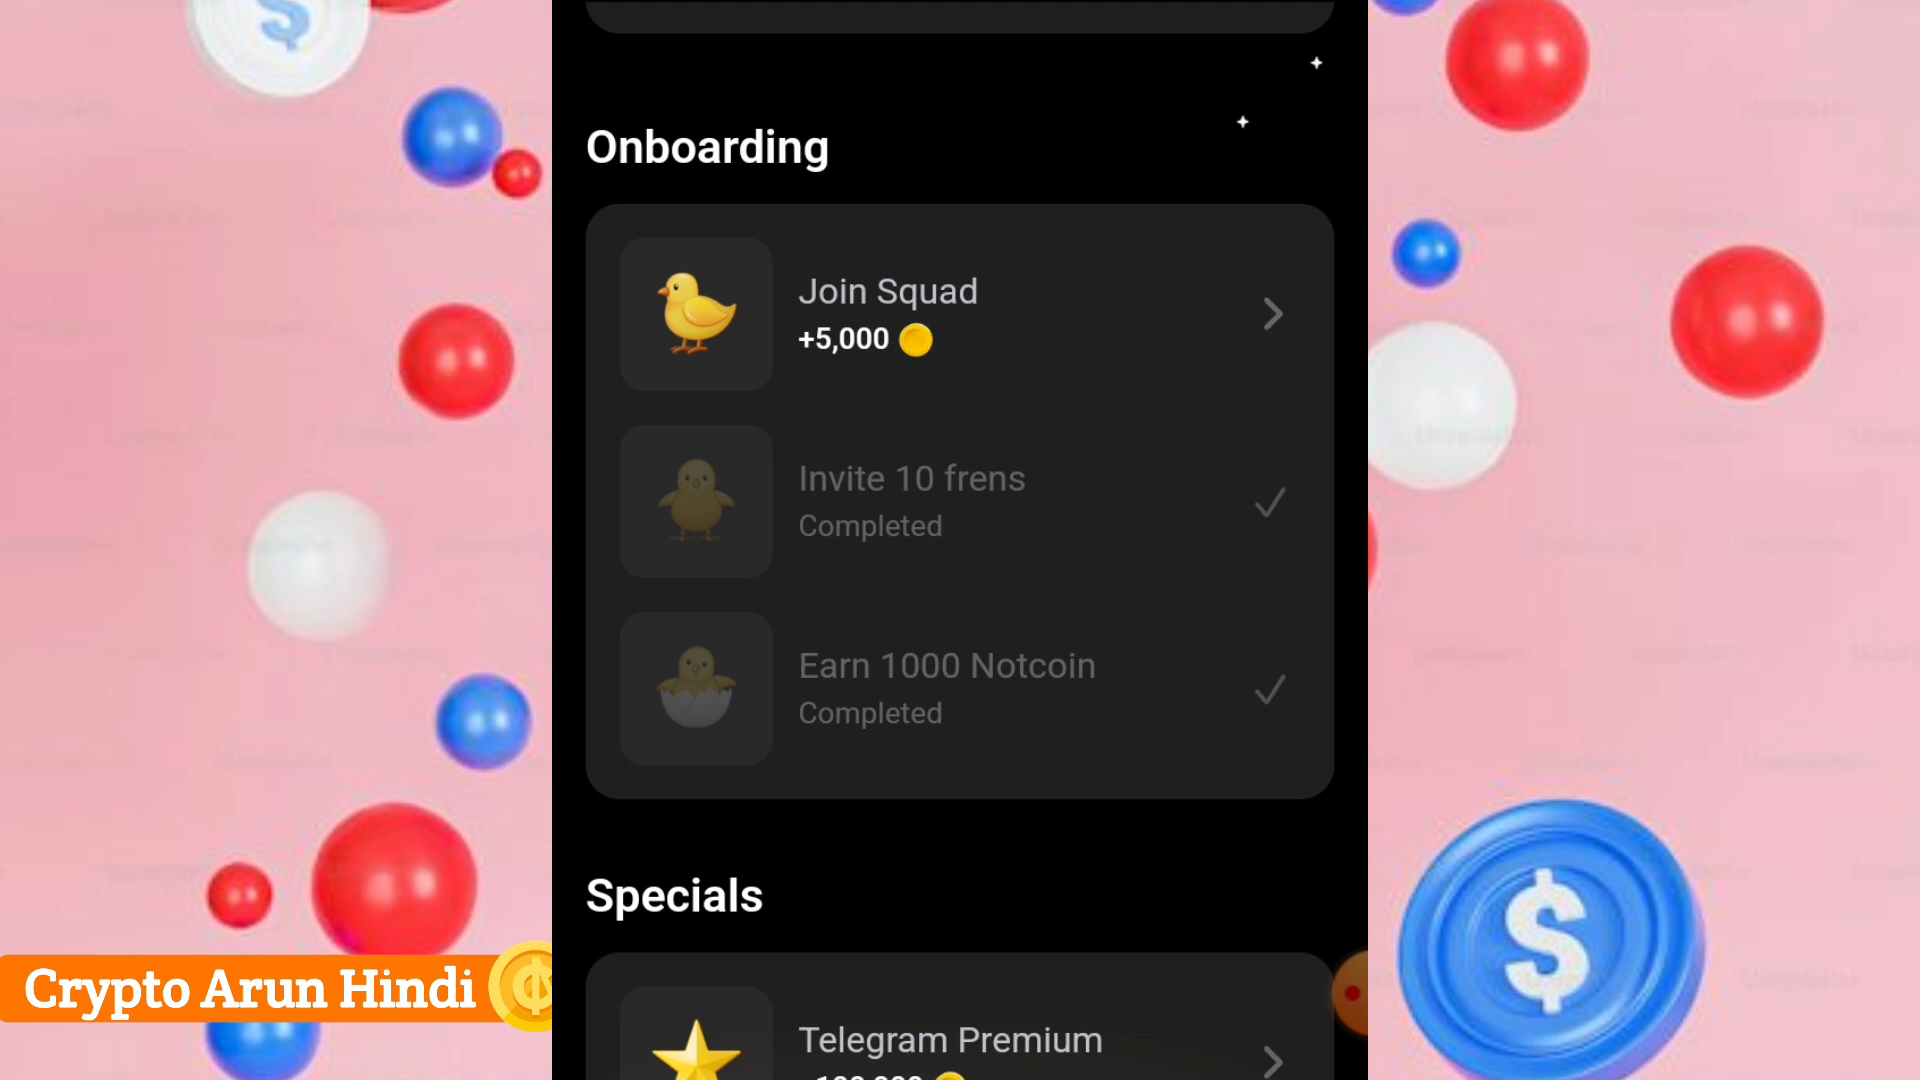 Onboarding
Join Squad
+5,000
Invite 10 frens
Completed
Earn 1000 Notcoin
Completed
Specials
Telegram Premium
Crypto Arun Hindi